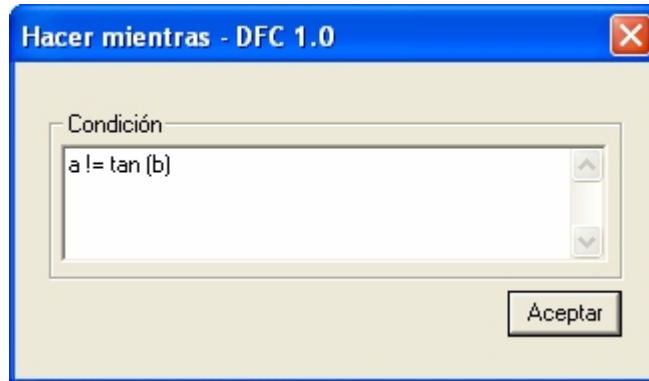 Hacer mientras - DFC 1.0
Condición
a != tan (b)
Aceptar